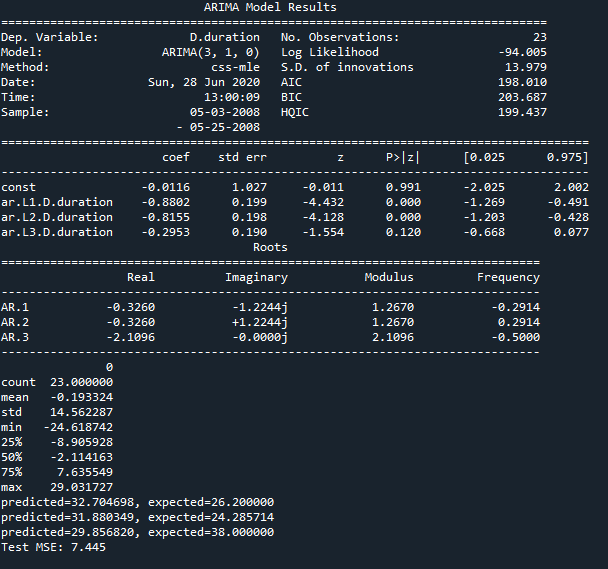 ARIMA Model Results
==============================================================================
Dep. Variable: D.duration No. Observations: 23
Model: ARIMA(3, 1, 0) Log Likelihood -94.005
Method: css-mle S.D. of innovations 13.979
Date: Sun, 28 Jun 2020 AIC 198.010
Time: 13:00:09 BIC 203.687
Sample: 05-03-2008 HQIC 199.437
- 05-25-2008
====================================================================================
coef std err z P>|z| [0.025 0.975]
------------------------------------------------------------------------------------
const -0.0116 1.027 -0.011 0.991 -2.025 2.002
ar.L1.D.duration -0.8802 0.199 -4.432 0.000 -1.269 -0.491
ar.L2.D.duration -0.8155 0.198 -4.128 0.000 -1.203 -0.428
ar.L3.D.duration -0.2953 0.190 -1.554 0.120 -0.668 0.077
Roots
=============================================================================
Real Imaginary Modulus Frequency
-----------------------------------------------------------------------------
AR.1 -0.3260 -1.2244j 1.2670 -0.2914
AR.2 -0.3260 +1.2244j 1.2670 0.2914
AR.3 -2.1096 -0.0000j 2.1096 -0.5000
-----------------------------------------------------------------------------
0
count 23.000000
mean -0.193324
std 14.562287
min -24.618742
25% -8.905928
50% -2.114163
75% 7.635549
max 29.031727
predicted=32.704698, expected=26.200000
predicted=31.880349, expected=24.285714
predicted=29.856820, expected=38.000000
Test MSE: 7.445